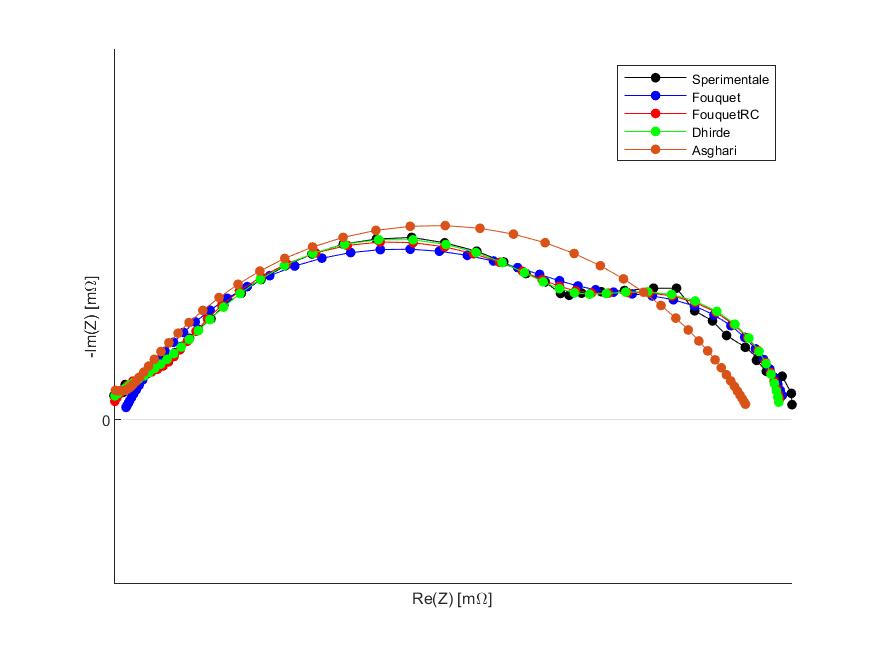 Sperimentale
Fouquet
FouquetRC
Dhirde
Asghari
-Im(Z) [mΩ]
0
Re(Z) [mΩ]